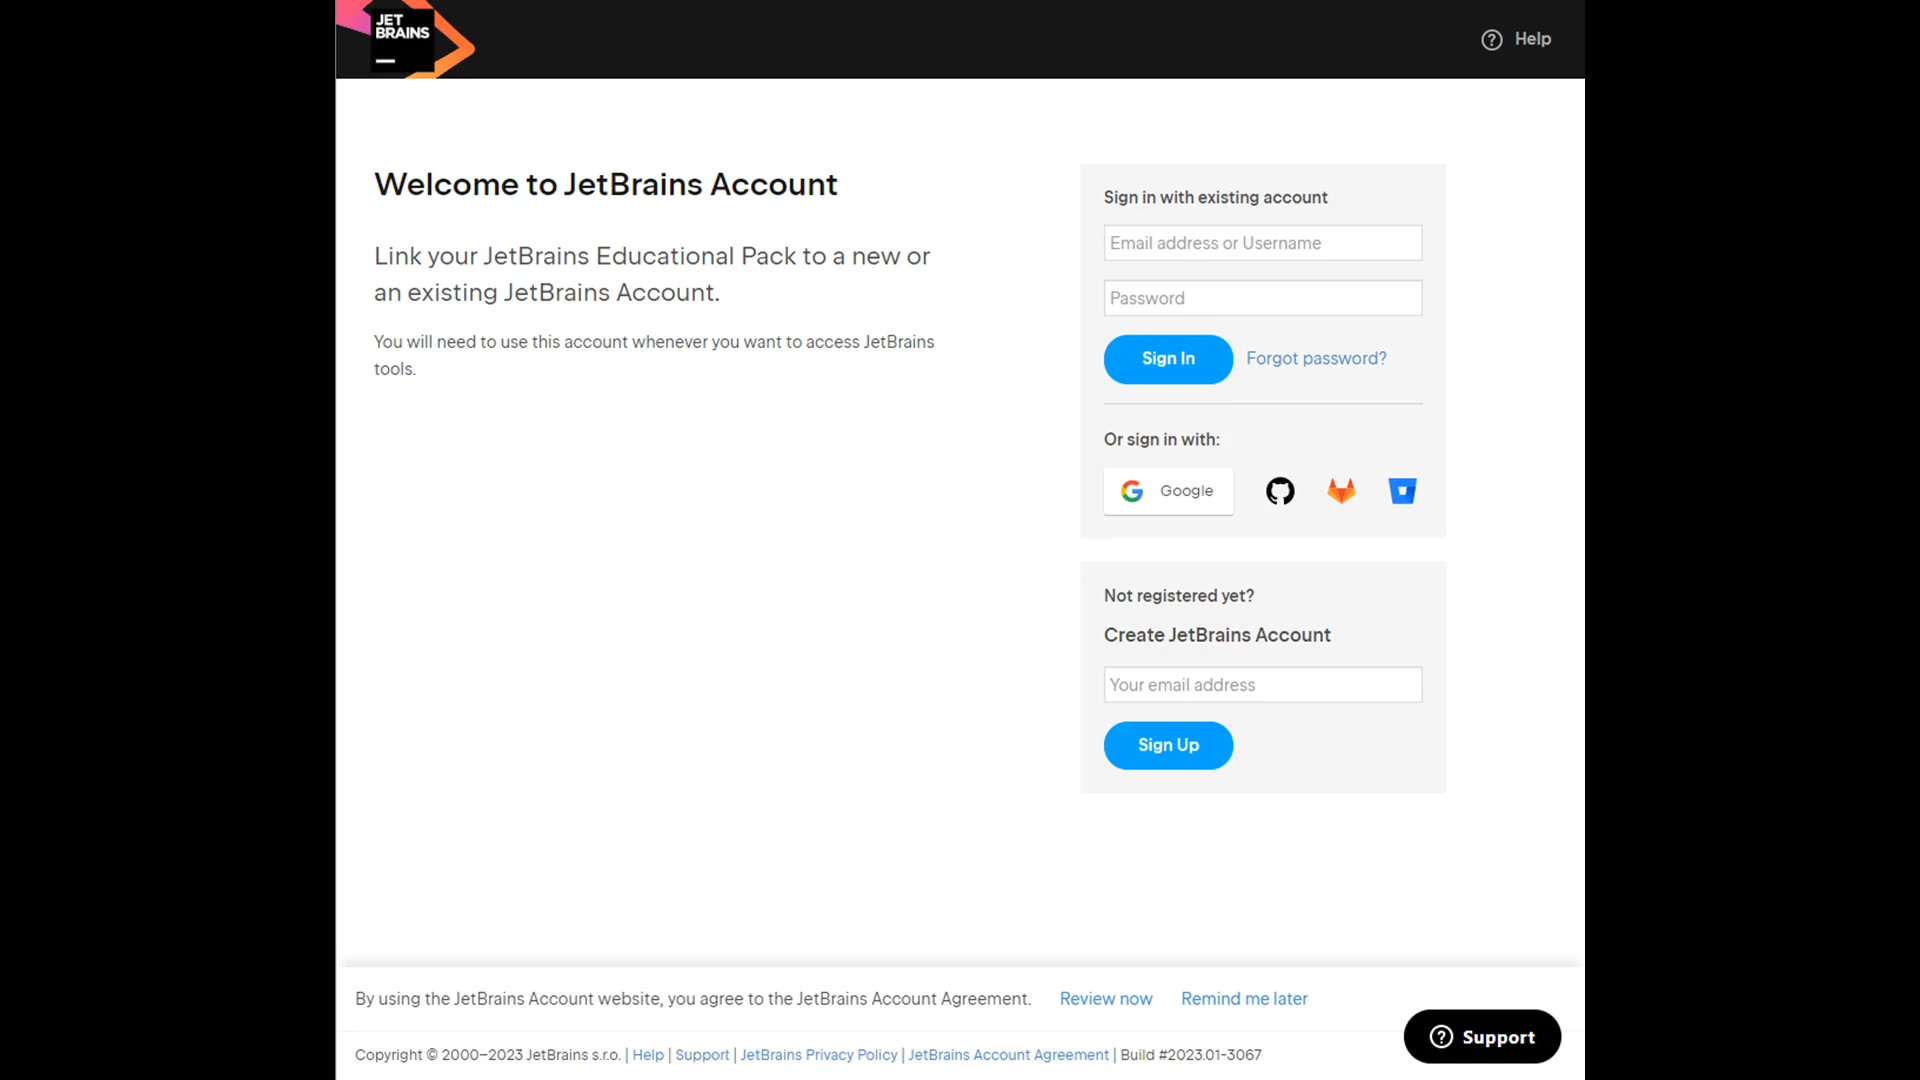 JET
BRAINS
Help
Welcome to JetBrains Account
Link your JetBrains Educational Pack to a new or
an existing JetBrains Account.
You will need to use this account whenever you want to access JetBrains
tools.
Sign in with existing account
Email address or Username
Password
Sign In Forgot password?
Or sign in with:
Google
Not registered yet?
Create JetBrains Account
Your email address
Sign Up
By using the JetBrains Account website, you agree to the JetBrains Account Agreement. Review now Remind me later
Copyright © 2000–2023 JetBrains s.r.o. | Help | Support | JetBrains Privacy Policy | JetBrains Account Agreement | Build #2023.01-3067
Support